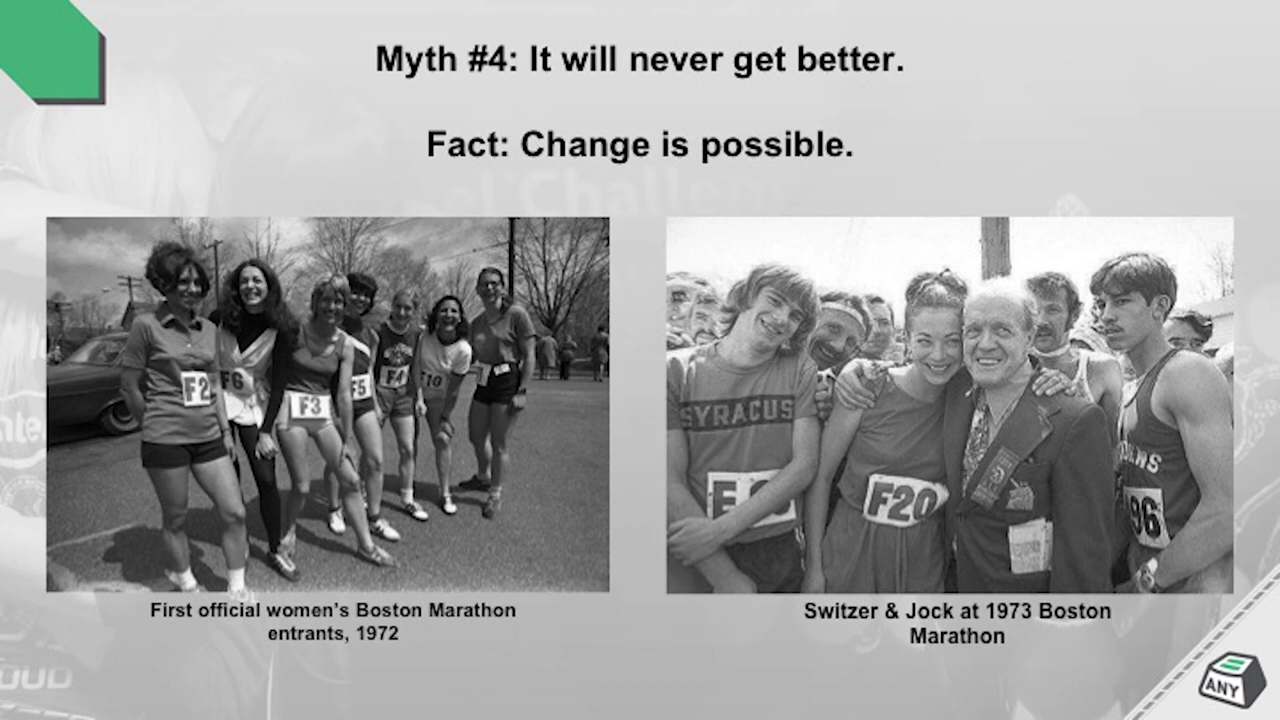 Myth #4: It will never get better.
Fact: Change is possible.
F2
F6
F3
F5
F4
F10
SYRACUS
F20
96
First official women's Boston Marathon
entrants, 1972
Switzer & Jock at 1973 Boston
Marathon
ANY